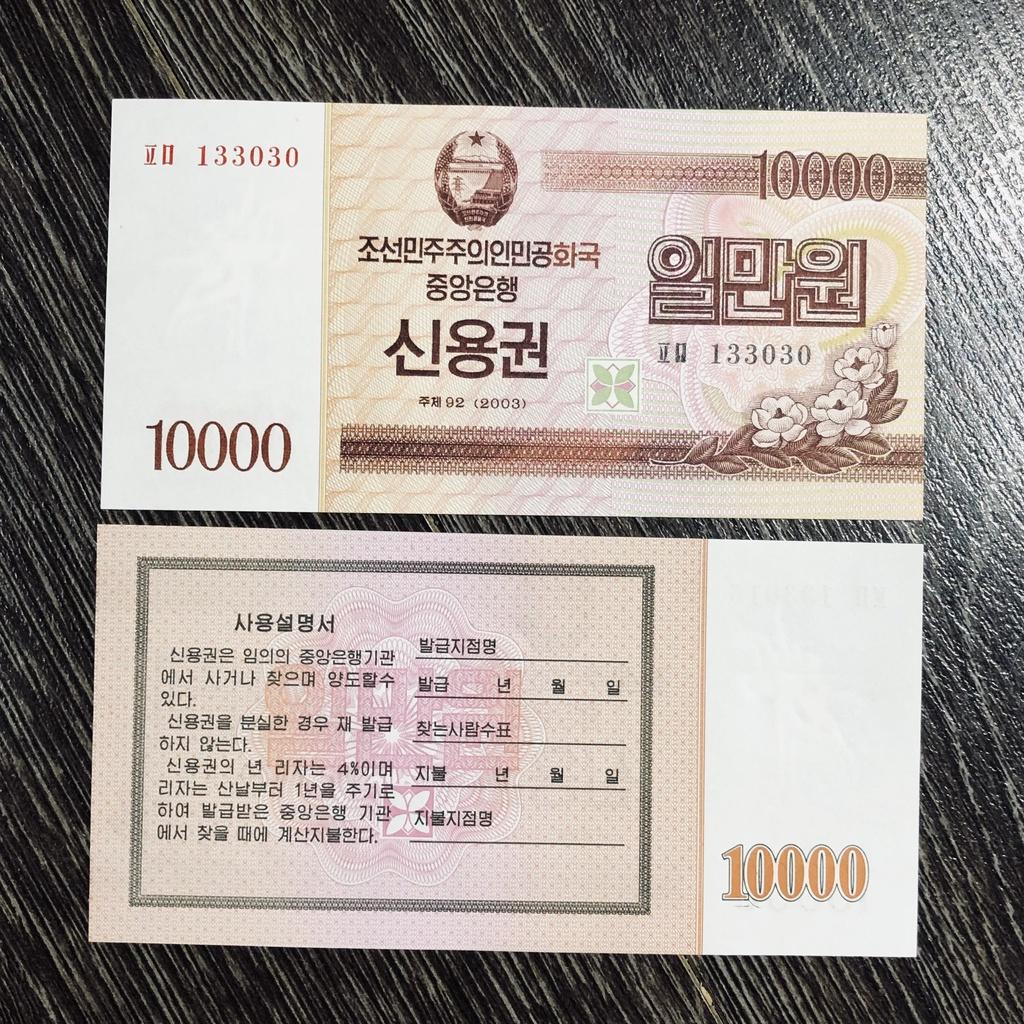 ㅍㅁ 133030
10000
조선민주주의인민공화국
중앙은행
신용권
주체 92 (2003)
10000
일만원
ㅍㅁ 133030
사용설명서
신용권은 임의의 중앙은행기관
에서 사거나 찾으며 양도할수
있다.
신용권을 분실한 경우 재 발급
하지 않는다.
신용권의 년 리자는 4%이며
리자는 산날부터 1년을 주기로
하여 발급받은 중앙은행 기관
에서 찾을 때에 계산지불한다.
발급지점명
발급 년 월 일
찾는사람수표
지불 년 월 일
지불지점명
10000